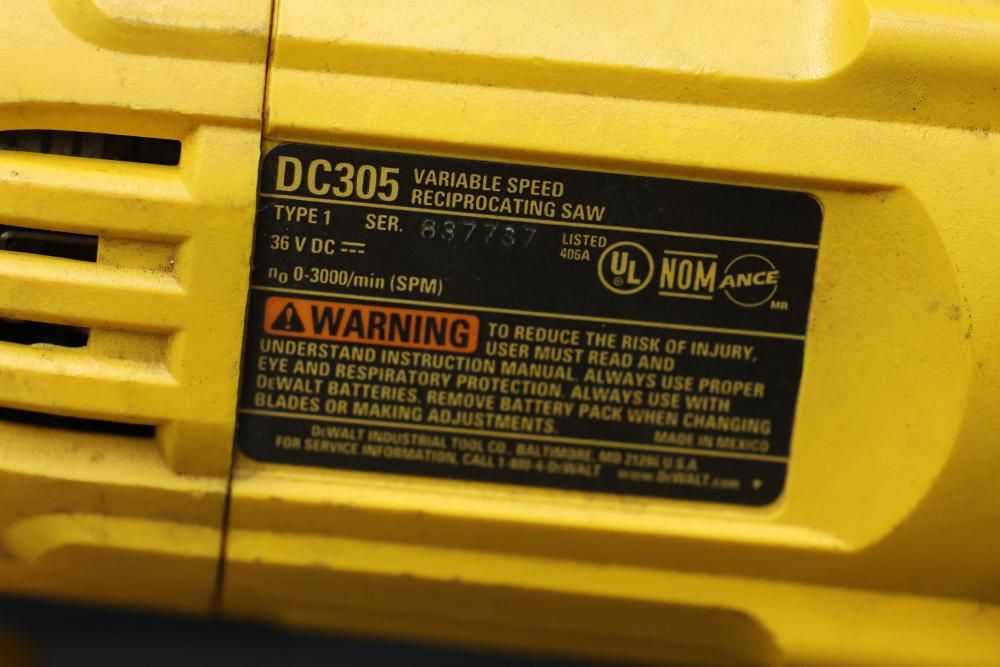 DC305 VARIABLE SPEED
RECIPROCATING SAW
TYPE 1 SER. 837737
36 V DC ⎓
LISTED
406A
UL
®
NOM
ANCE
MR
n₀ 0-3000/min (SPM)
WARNING TO REDUCE THE RISK OF INJURY,
USER MUST READ AND
UNDERSTAND INSTRUCTION MANUAL. ALWAYS USE PROPER
EYE AND RESPIRATORY PROTECTION. ALWAYS USE WITH
DEWALT BATTERIES. REMOVE BATTERY PACK WHEN CHANGING
BLADES OR MAKING ADJUSTMENTS.
MADE IN MEXICO
DEWALT INDUSTRIAL TOOL CO., BALTIMORE, MD 21286 U.S.A.
FOR SERVICE INFORMATION, CALL 1-800-4-DEWALT www.DEWALT.com